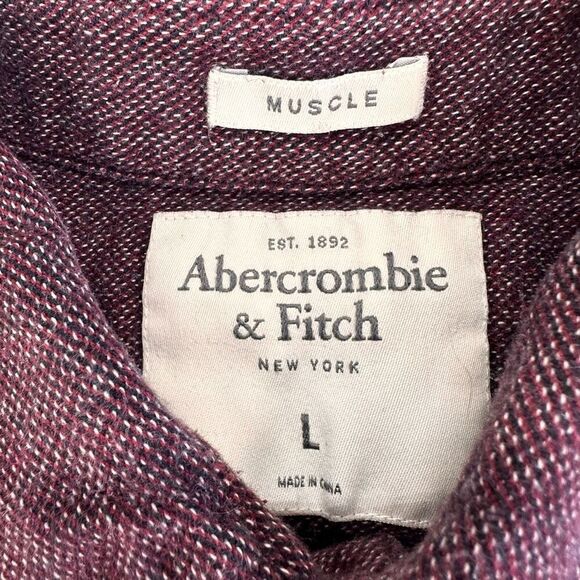 MUSCLE
EST. 1892
Abercrombie
& Fitch
NEW YORK
L
MADE IN CHINA